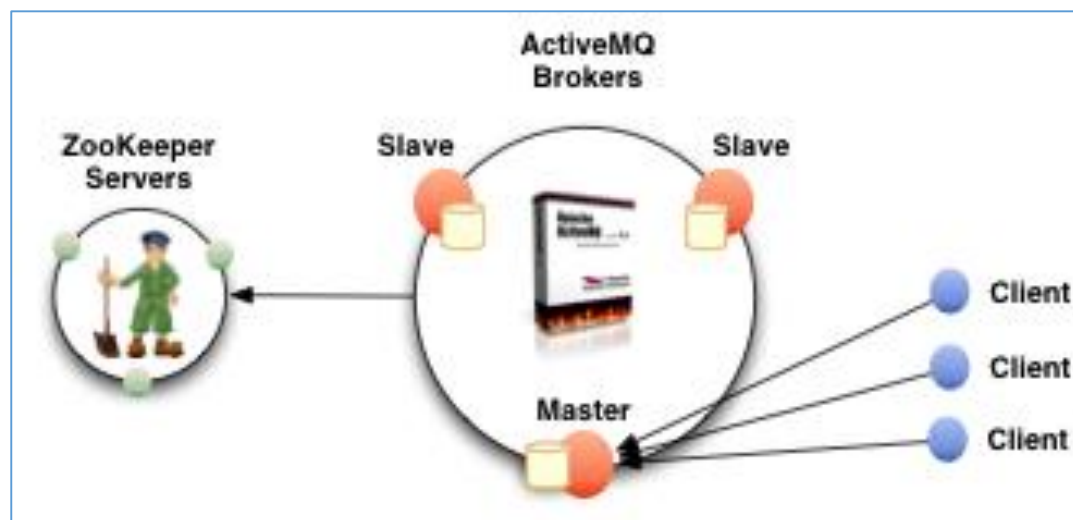 ActiveMQ
Brokers
ZooKeeper
Servers
Slave
Slave
Client
Client
Master
Client